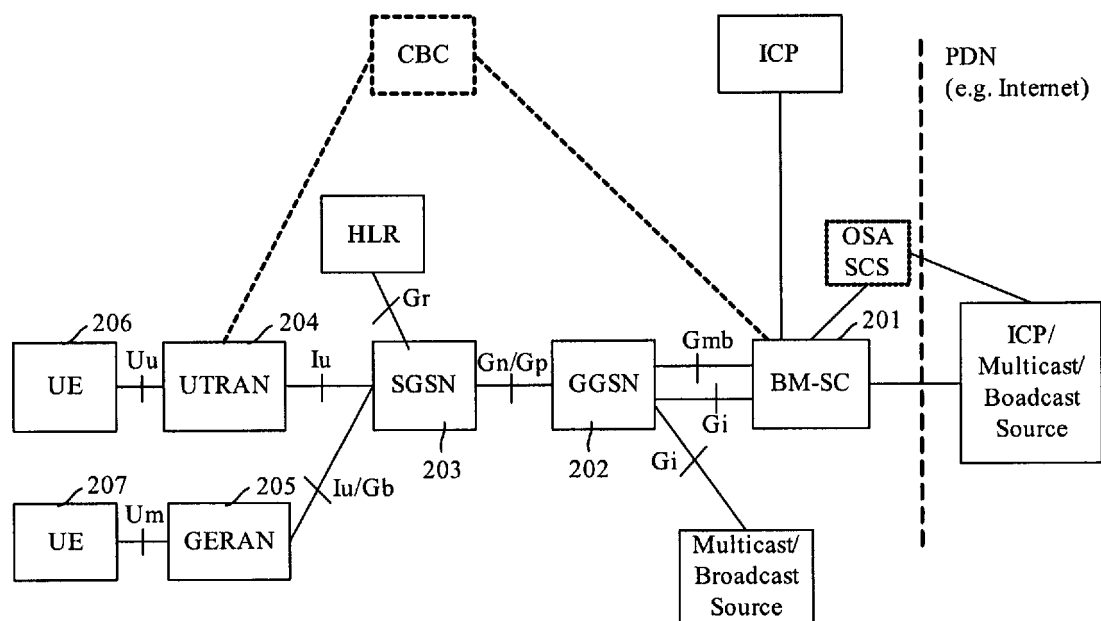 CBC
ICP
PDN
(e.g. Internet)
HLR
OSA
SCS
Gr
206
204
201
Uu
Iu
Gn/Gp
Gmb
UE
UTRAN
SGSN
GGSN
BM-SC
ICP/
Multicast/
Boadcast
Source
Gi
203
202
Gi
207
205
Iu/Gb
Um
UE
GERAN
Multicast/
Broadcast
Source